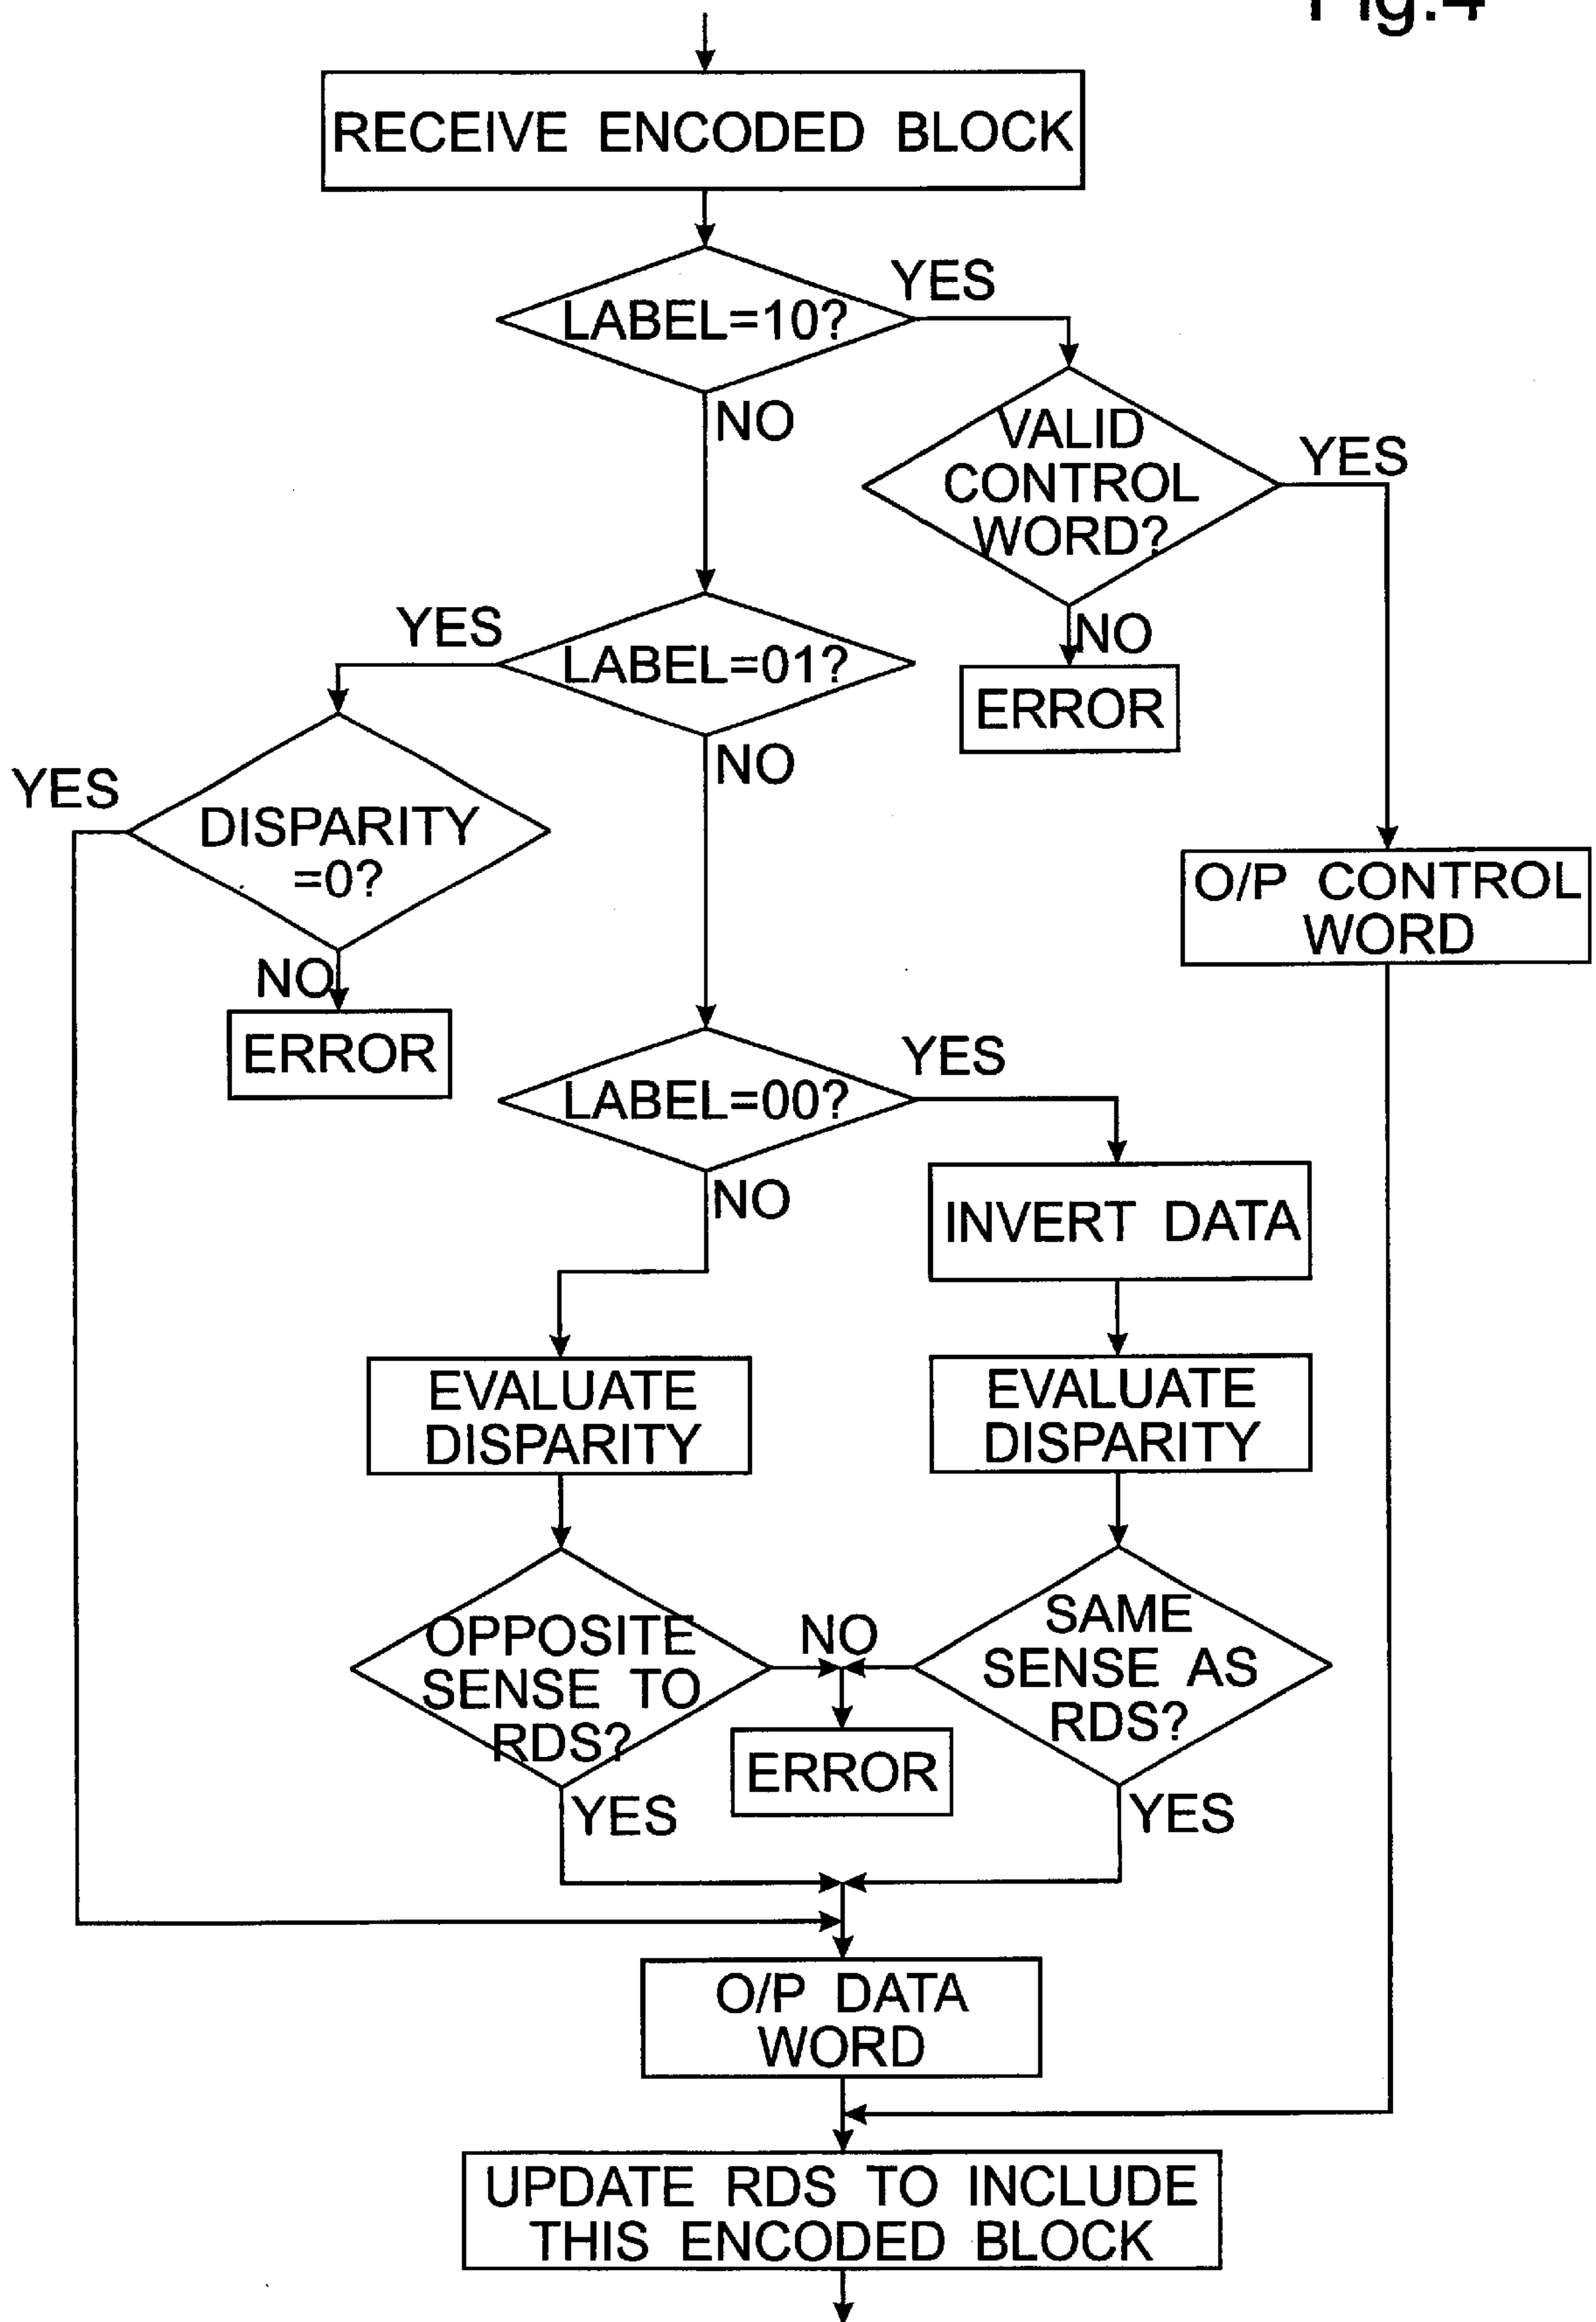 Fig.4
RECEIVE ENCODED BLOCK
LABEL=10?
YES
NO
VALID
CONTROL
WORD?
YES
NO
ERROR
YES
LABEL=01?
NO
YES
DISPARITY
=0?
NO
ERROR
O/P CONTROL
WORD
LABEL=00?
YES
NO
INVERT DATA
EVALUATE
DISPARITY
EVALUATE
DISPARITY
OPPOSITE
SENSE TO
RDS?
NO
SAME
SENSE AS
RDS?
ERROR
YES
YES
O/P DATA
WORD
UPDATE RDS TO INCLUDE
THIS ENCODED BLOCK